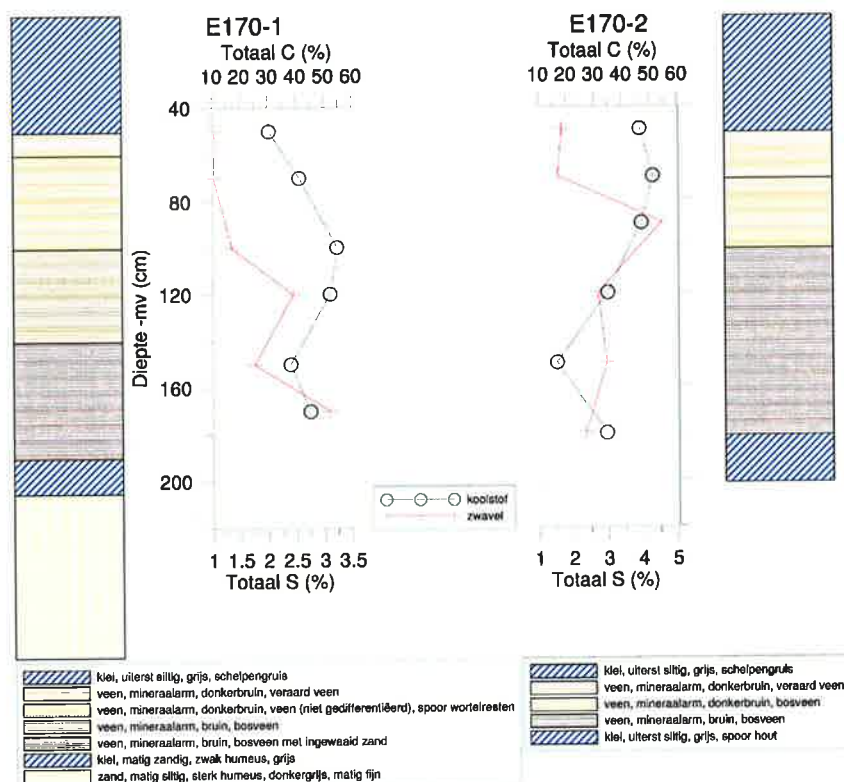 E170-1
Totaal C (%)
10 20 30 40 50 60
40
80
120
160
200
Diepte -mv (cm)
1 1.5 2 2.5 3 3.5
Totaal S (%)
E170-2
Totaal C (%)
10 20 30 40 50 60
1 2 3 4 5
Totaal S (%)
koolstof
zwavel
klei, uiterst siltig, grijs, schelpengruis
veen, mineraalarm, donkerbruin, veraard veen
veen, mineraalarm, donkerbruin, veen (niet gedifferentiëerd), spoor wortelresten
veen, mineraalarm, bruin, bosveen
veen, mineraalarm, bruin, bosveen met ingewaaid zand
klei, matig zandig, zwak humeus, grijs
zand, matig siltig, sterk humeus, donkergrijs, matig fijn
klei, uiterst siltig, grijs, schelpengruis
veen, mineraalarm, donkerbruin, veraard veen
veen, mineraalarm, donkerbruin, bosveen
veen, mineraalarm, bruin, bosveen
klei, uiterst siltig, grijs, spoor hout